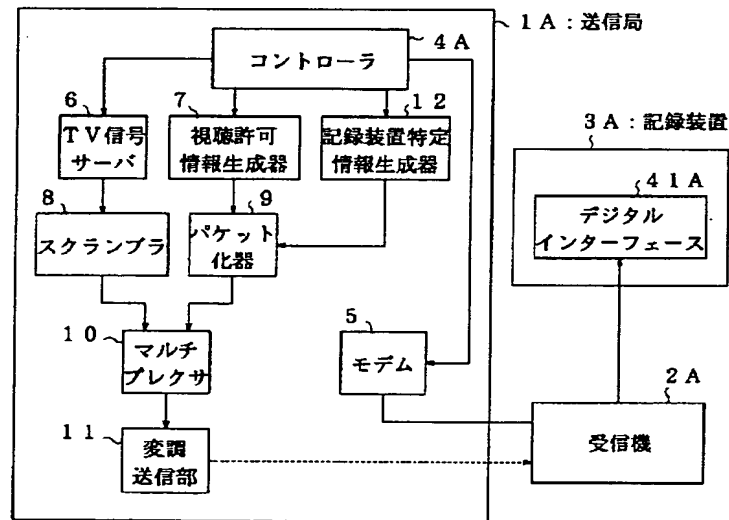 1A:送信局
4A
コントローラ
6
TV信号
サーバ
7
視聴許可
情報生成器
12
記録装置特定
情報生成器
3A:記録装置
41A
デジタル
インターフェース
8
スクランブラ
9
パケット
化器
10
マルチ
プレクサ
5
モデム
2A
受信機
11
変調
送信部